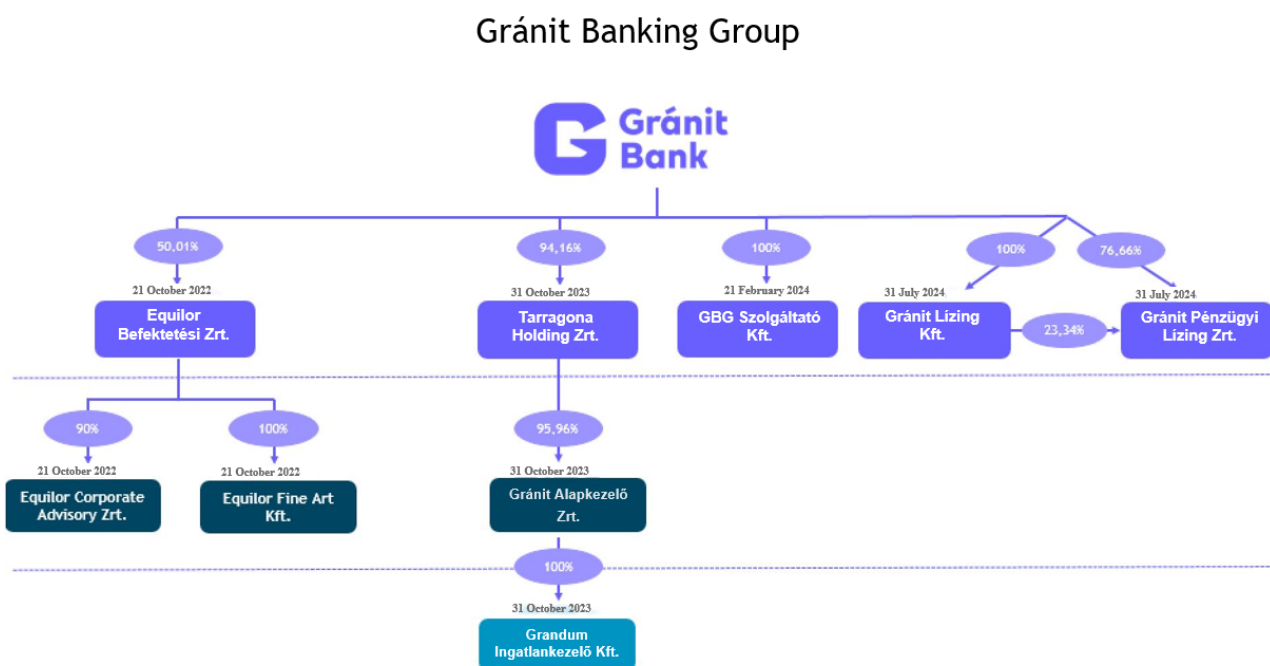 Gránit Banking Group
Gránit
Bank
50,01%
94,16%
100%
100%
76,66%
21 October 2022
31 October 2023
21 February 2024
31 July 2024
31 July 2024
Equilor
Befektetési Zrt.
Tarragona
Holding Zrt.
GBG Szolgáltató
Kft.
Gránit Lízing
Kft.
23,34%
Gránit Pénzügyi
Lízing Zrt.
90%
100%
95,96%
21 October 2022
21 October 2022
31 October 2023
Equilor Corporate
Advisory Zrt.
Equilor Fine Art
Kft.
Gránit Alapkezelő
Zrt.
100%
31 October 2023
Grandum
Ingatlankezelő Kft.